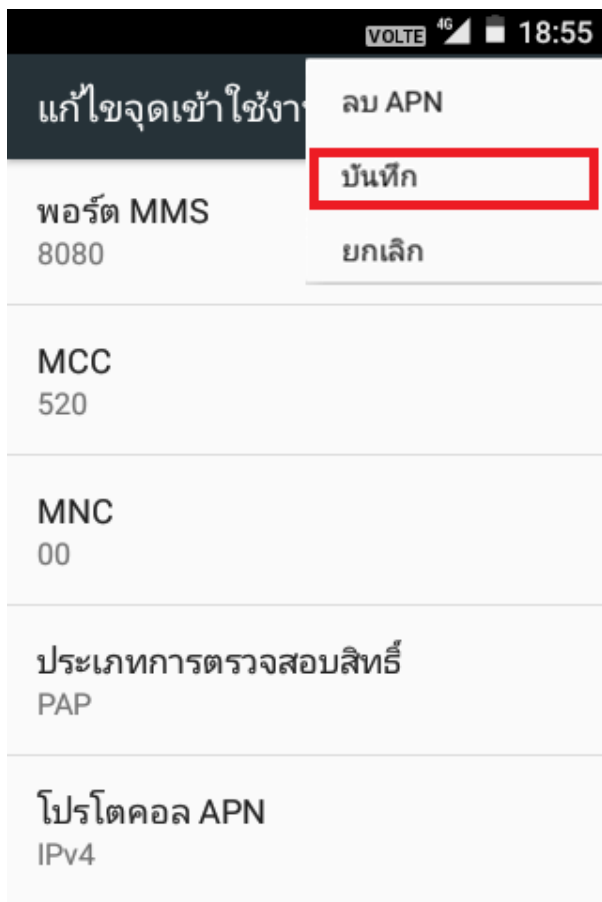 VOLTE 4G 18:55
แก้ไขจุดเข้าใช้งา
ลบ APN
บันทึก
ยกเลิก
พอร์ต MMS
8080
MCC
520
MNC
00
ประเภทการตรวจสอบสิทธิ์
PAP
โปรโตคอล APN
IPv4